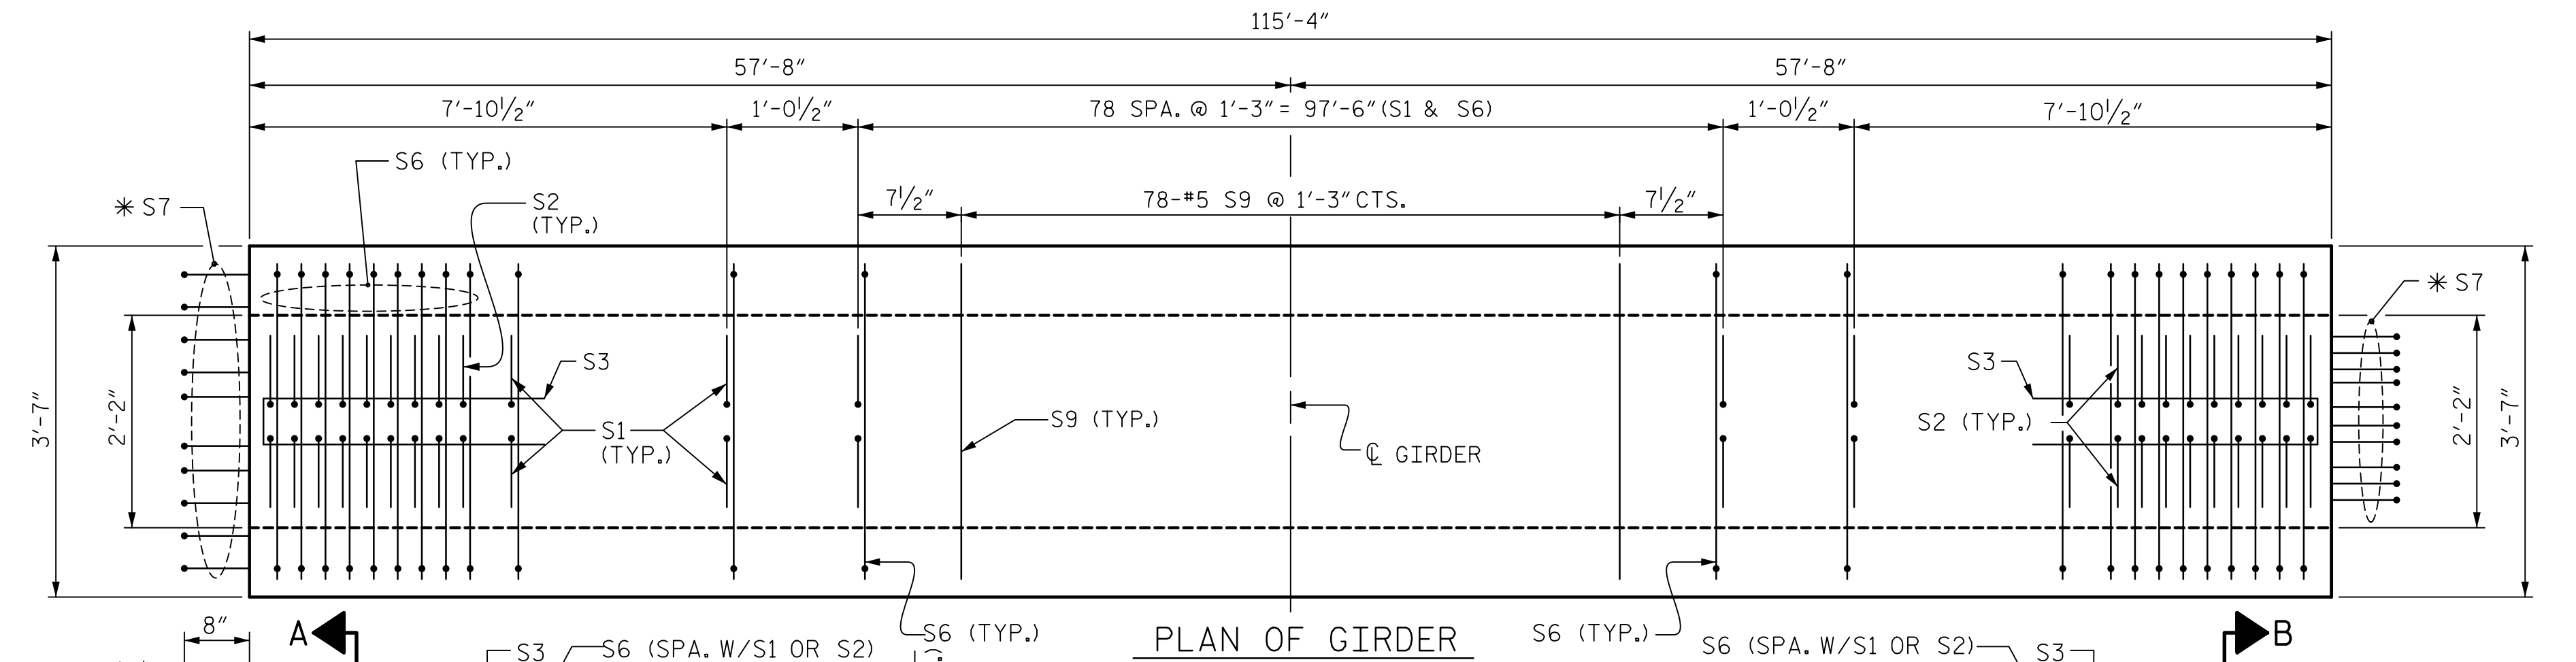 115'-4"
57'-8" 57'-8"
7'-10½" 1'-0½" 78 SPA. @ 1'-3" = 97'-6" (S1 & S6) 1'-0½" 7'-10½"
S6 (TYP.)
7½" 78-#5 S9 @ 1'-3" CTS. 7½"
* S7
S2
(TYP.)
* S7
S3
S3
3'-7"
2'-2"
S1
(TYP.)
S9 (TYP.)
℄ GIRDER
S2 (TYP.)
2'-2"
3'-7"
8"
A
S6 (TYP.)
PLAN OF GIRDER
S6 (TYP.)
B
S3
S6 (SPA. W/S1 OR S2)
S6 (SPA. W/S1 OR S2)
S3